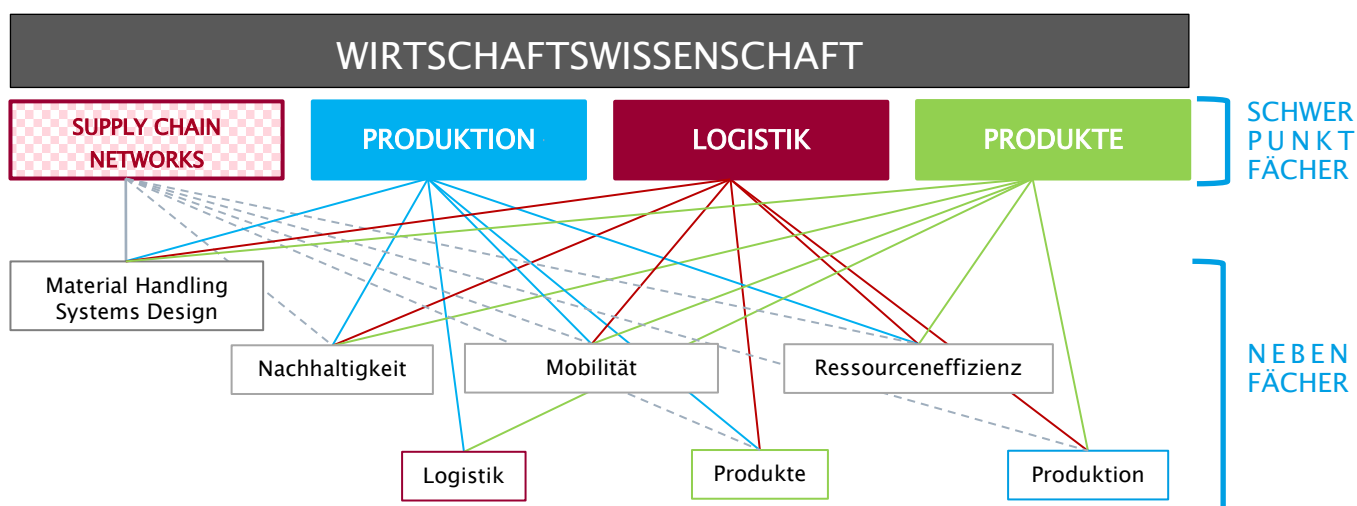 WIRTSCHAFTSWISSENSCHAFT
SUPPLY CHAIN
NETWORKS
PRODUKTION
LOGISTIK
PRODUKTE
SCHWER
PUNKT
FÄCHER
Material Handling
Systems Design
Nachhaltigkeit
Mobilität
Ressourceneffizienz
NEBEN
FÄCHER
Logistik
Produkte
Produktion